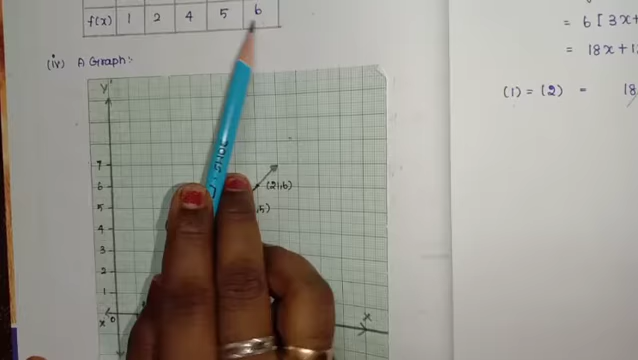 f(x) 1 2 4 5 6
(iv) A Graph:-
Y
7
6
5
4
3
2
1
X' 0
X
(21,6)
,5)
= 6 [ 3x+
= 18x+1
(1) = (2) = 18